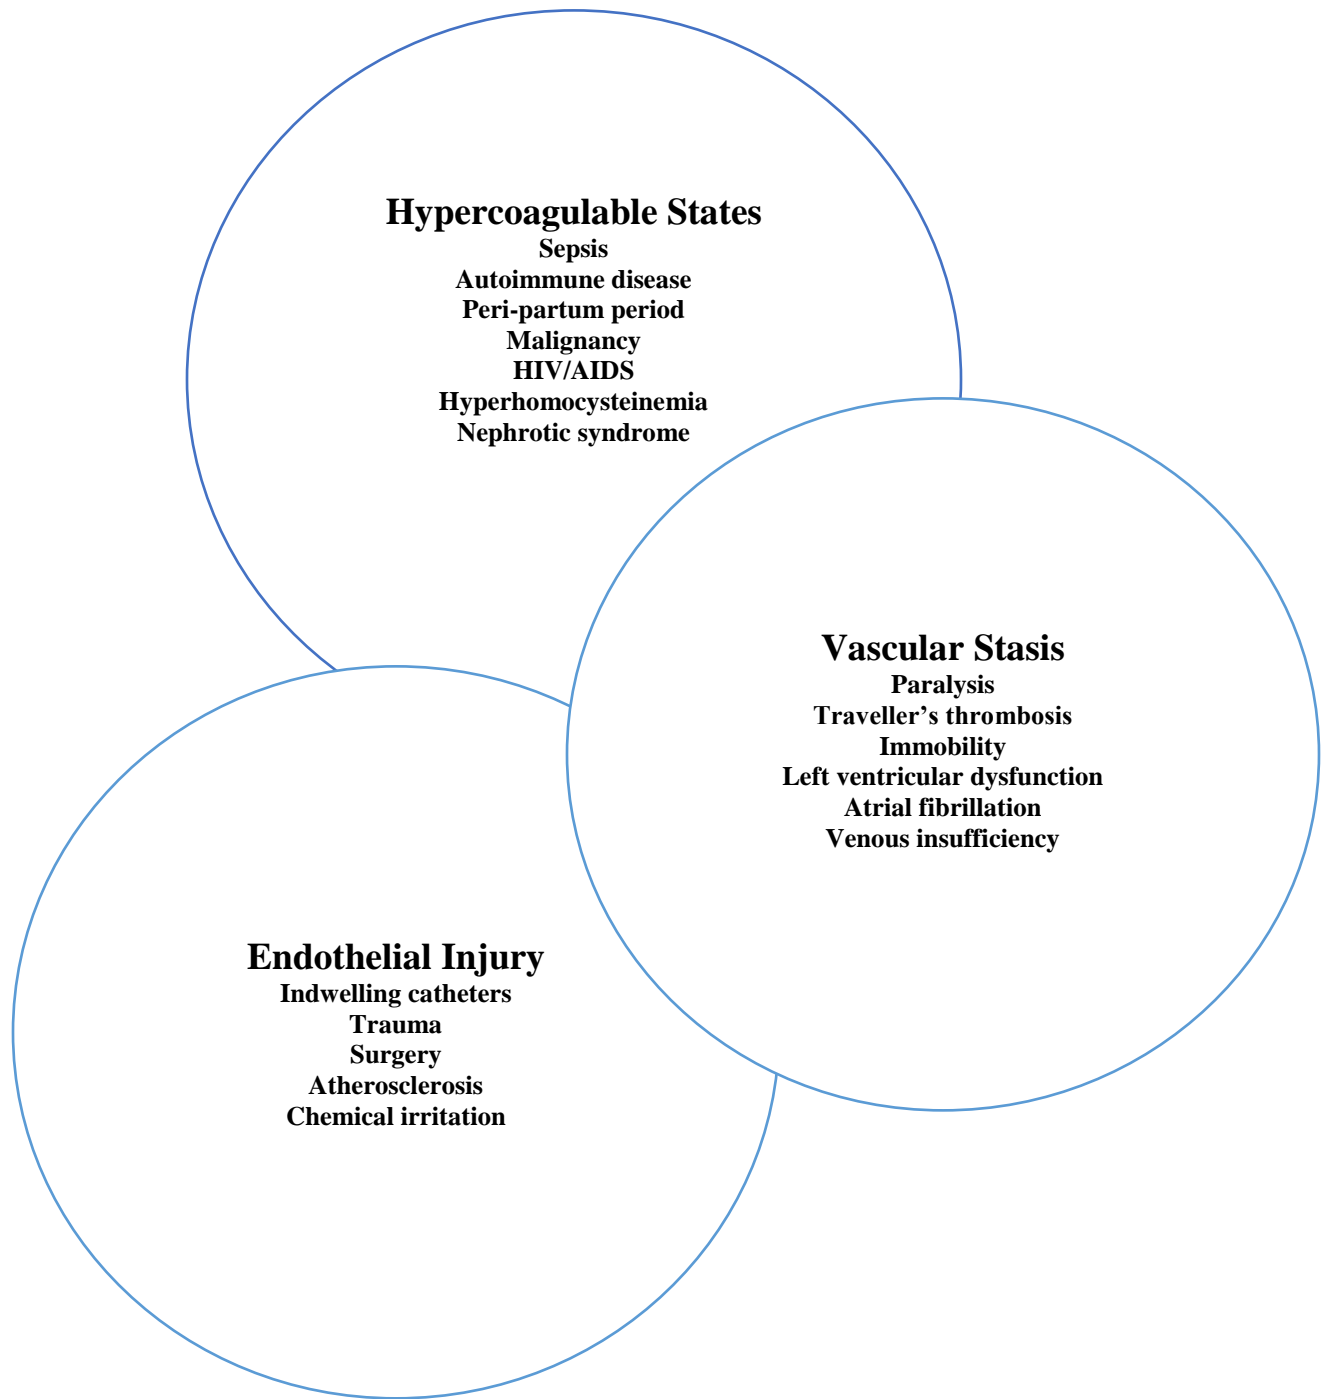 Hypercoagulable States
Sepsis
Autoimmune disease
Peri-partum period
Malignancy
HIV/AIDS
Hyperhomocysteinemia
Nephrotic syndrome
Vascular Stasis
Paralysis
Traveller’s thrombosis
Immobility
Left ventricular dysfunction
Atrial fibrillation
Venous insufficiency
Endothelial Injury
Indwelling catheters
Trauma
Surgery
Atherosclerosis
Chemical irritation